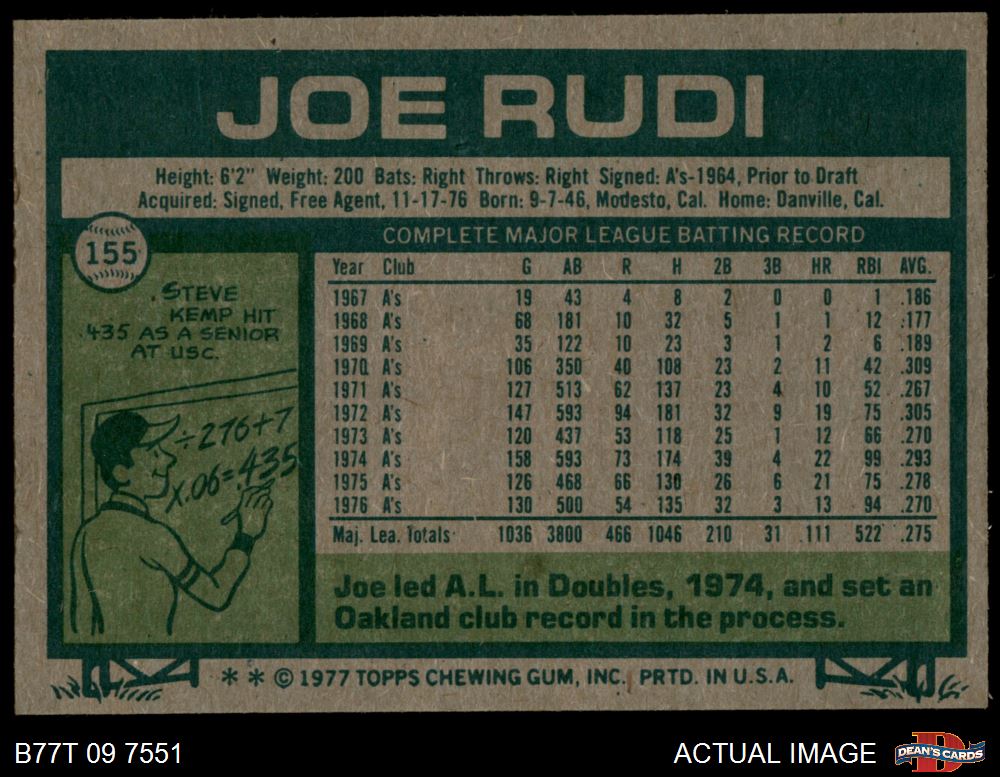 JOE RUDI
Height: 6'2" Weight: 200 Bats: Right Throws: Right Signed: A's-1964, Prior to Draft
Acquired: Signed, Free Agent, 11-17-76 Born: 9-7-46, Modesto, Cal. Home: Danville, Cal.
155
STEVE
KEMP HIT
.435 AS A SENIOR
AT USC.
÷276+7
X.06=.435
COMPLETE MAJOR LEAGUE BATTING RECORD
Year Club G AB R H 2B 3B HR RBI AVG.
1967 A's 19 43 4 8 2 0 0 1 .186
1968 A's 68 181 10 32 5 1 1 12 .177
1969 A's 35 122 10 23 3 1 2 6 .189
1970 A's 106 350 40 108 23 2 11 42 .309
1971 A's 127 513 62 137 23 4 10 52 .267
1972 A's 147 593 94 181 32 9 19 75 .305
1973 A's 120 437 53 118 25 1 12 66 .270
1974 A's 158 593 73 174 39 4 22 99 .293
1975 A's 126 468 66 130 26 6 21 75 .278
1976 A's 130 500 54 135 32 3 13 94 .270
Maj. Lea. Totals 1036 3800 466 1046 210 31 111 522 .275
Joe led A.L. in Doubles, 1974, and set an
Oakland club record in the process.
* * © 1977 TOPPS CHEWING GUM, INC. PRTD. IN U.S.A.
B77T 09 7551
ACTUAL IMAGE
D
DEAN'S CARDS